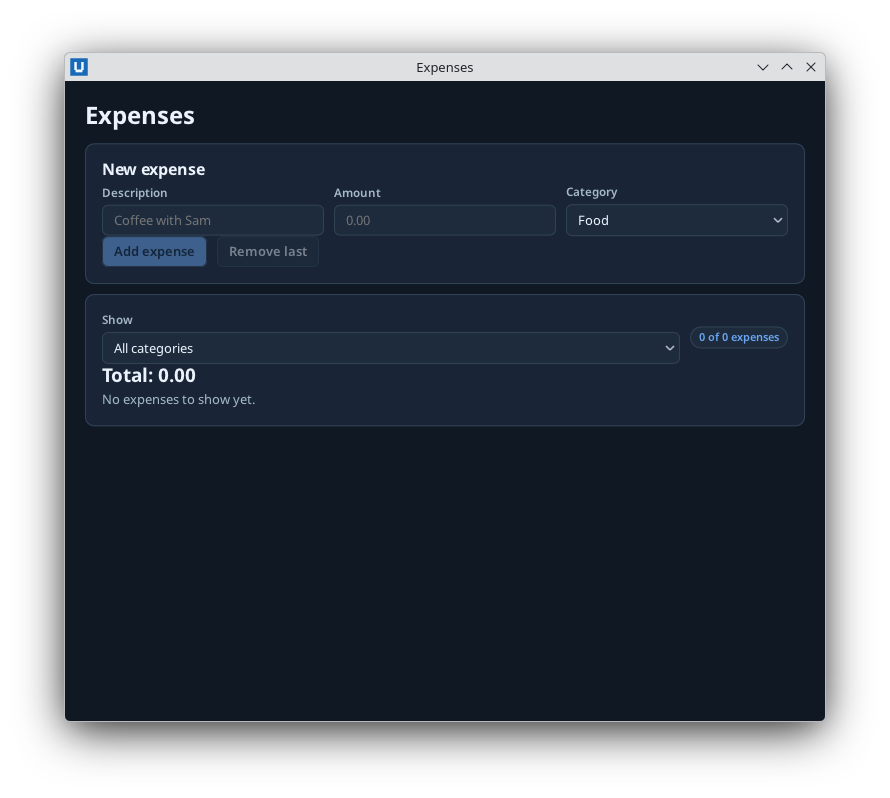 Expenses
Expenses
New expense
Description Amount Category
Coffee with Sam 0.00 Food
Add expense Remove last
Show
All categories 0 of 0 expenses
Total: 0.00
No expenses to show yet.